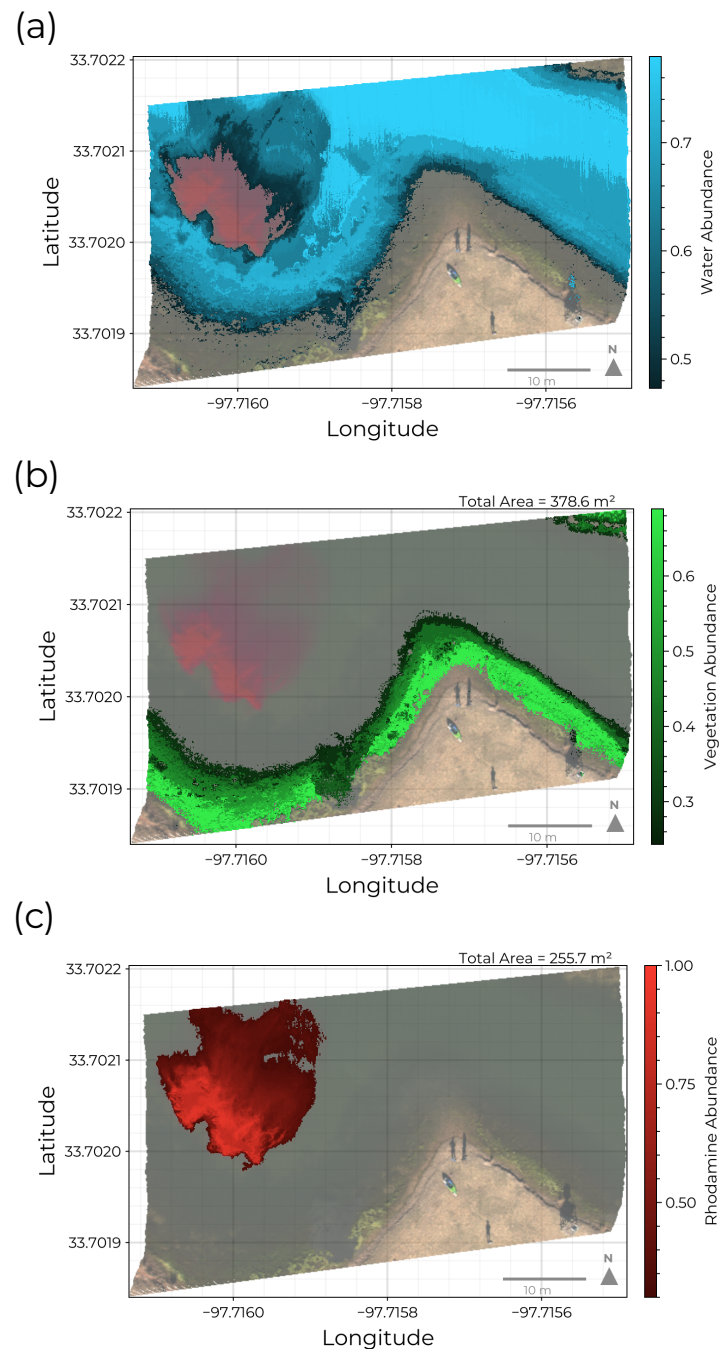 (a)
33.7022
33.7021
33.7020
33.7019
Latitude
−97.7160
−97.7158
−97.7156
Longitude
10 m
N
0.7
0.6
0.5
Water Abundance
(b)
Total Area = 378.6 m²
33.7022
33.7021
33.7020
33.7019
Latitude
−97.7160
−97.7158
−97.7156
Longitude
10 m
N
0.6
0.5
0.4
0.3
Vegetation Abundance
(c)
Total Area = 255.7 m²
33.7022
33.7021
33.7020
33.7019
Latitude
−97.7160
−97.7158
−97.7156
Longitude
10 m
N
1.00
0.75
0.50
Rhodamine Abundance